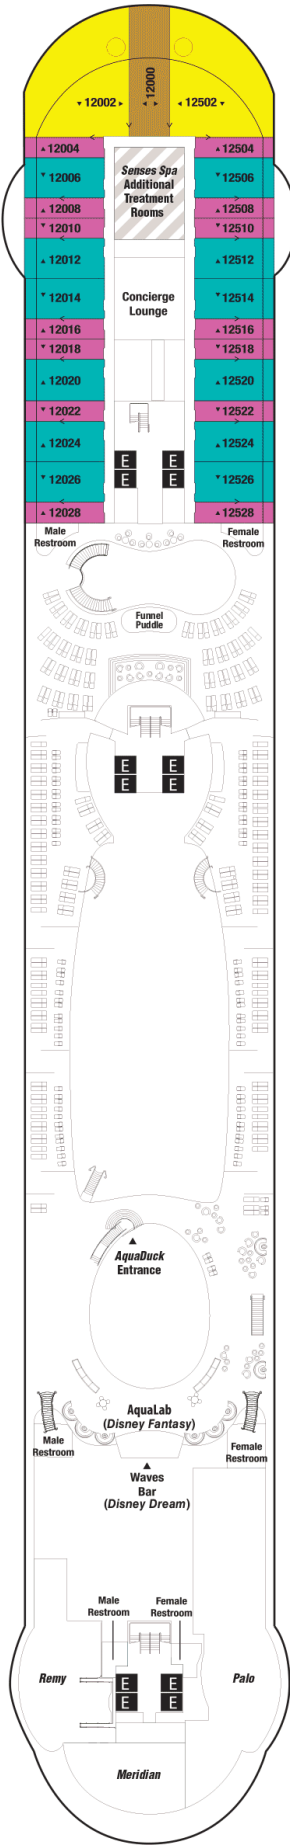 12000
12002
12502
12004
Senses Spa
Additional
Treatment
Rooms
12504
12006
12506
12008
12508
12010
12510
12012
12512
Concierge
Lounge
12014
12514
12016
12516
12018
12518
12020
12520
12022
12522
12024
12524
E E
12026
E E
12526
12028
12528
Male
Restroom
Female
Restroom
Funnel
Puddle
E E
E E
AquaDuck
Entrance
AquaLab
(Disney Fantasy)
Male
Restroom
Female
Restroom
Waves
Bar
(Disney Dream)
Male
Restroom
Female
Restroom
Remy
E E
E E
Palo
Meridian